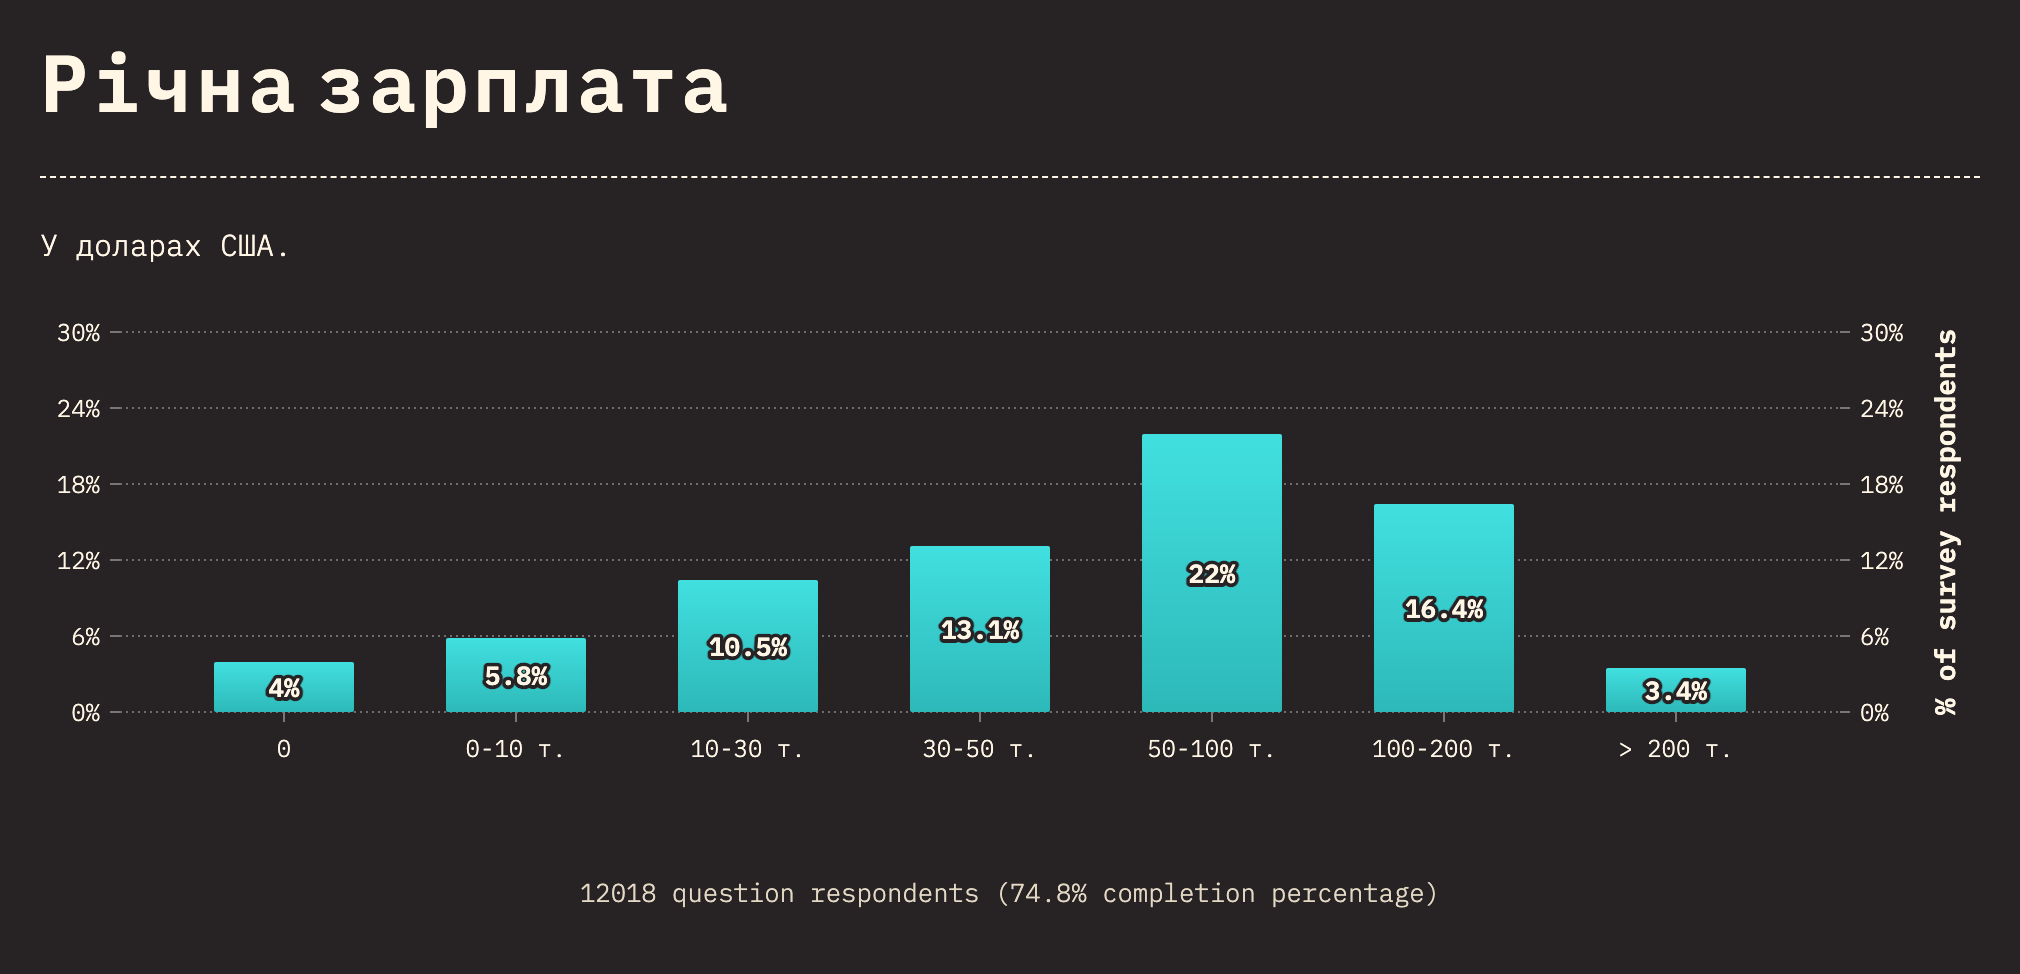 Річна зарплата
У доларах США.
30% 30%
24% 24%
18% 18%
12% 12%
6% 6%
0% 0%
% of survey respondents
4% 5.8% 10.5% 13.1% 22% 16.4% 3.4%
0 0-10 т. 10-30 т. 30-50 т. 50-100 т. 100-200 т. > 200 т.
12018 question respondents (74.8% completion percentage)